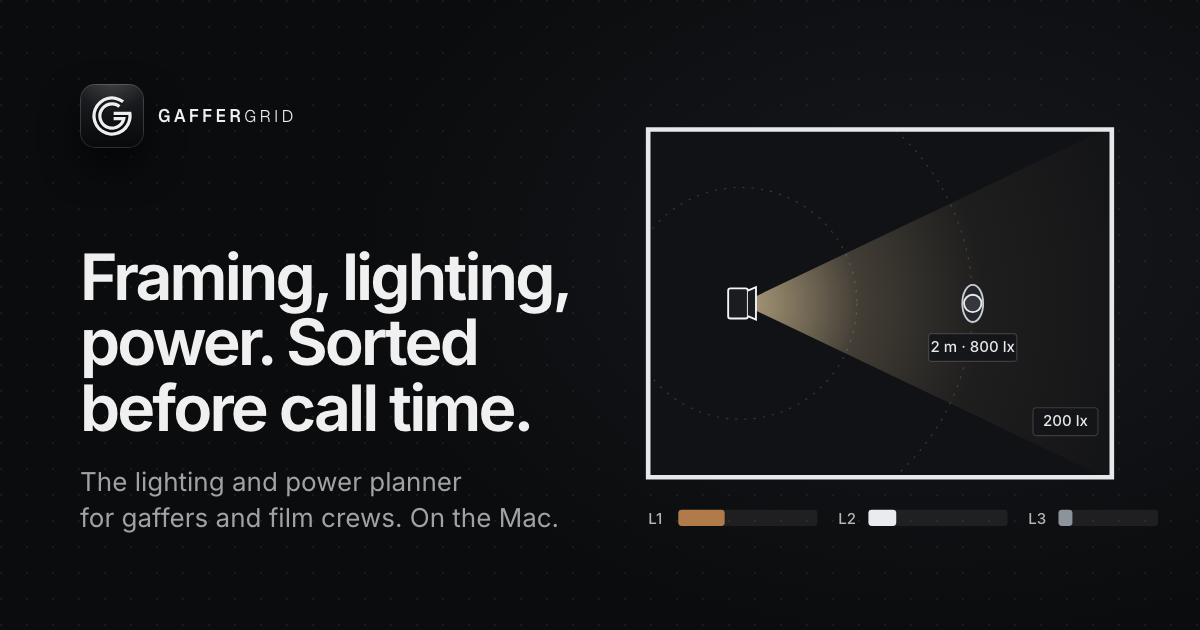 GAFFERGRID
Framing, lighting,
power. Sorted
before call time.
The lighting and power planner
for gaffers and film crews. On the Mac.
2 m · 800 lx
200 lx
L1
L2
L3